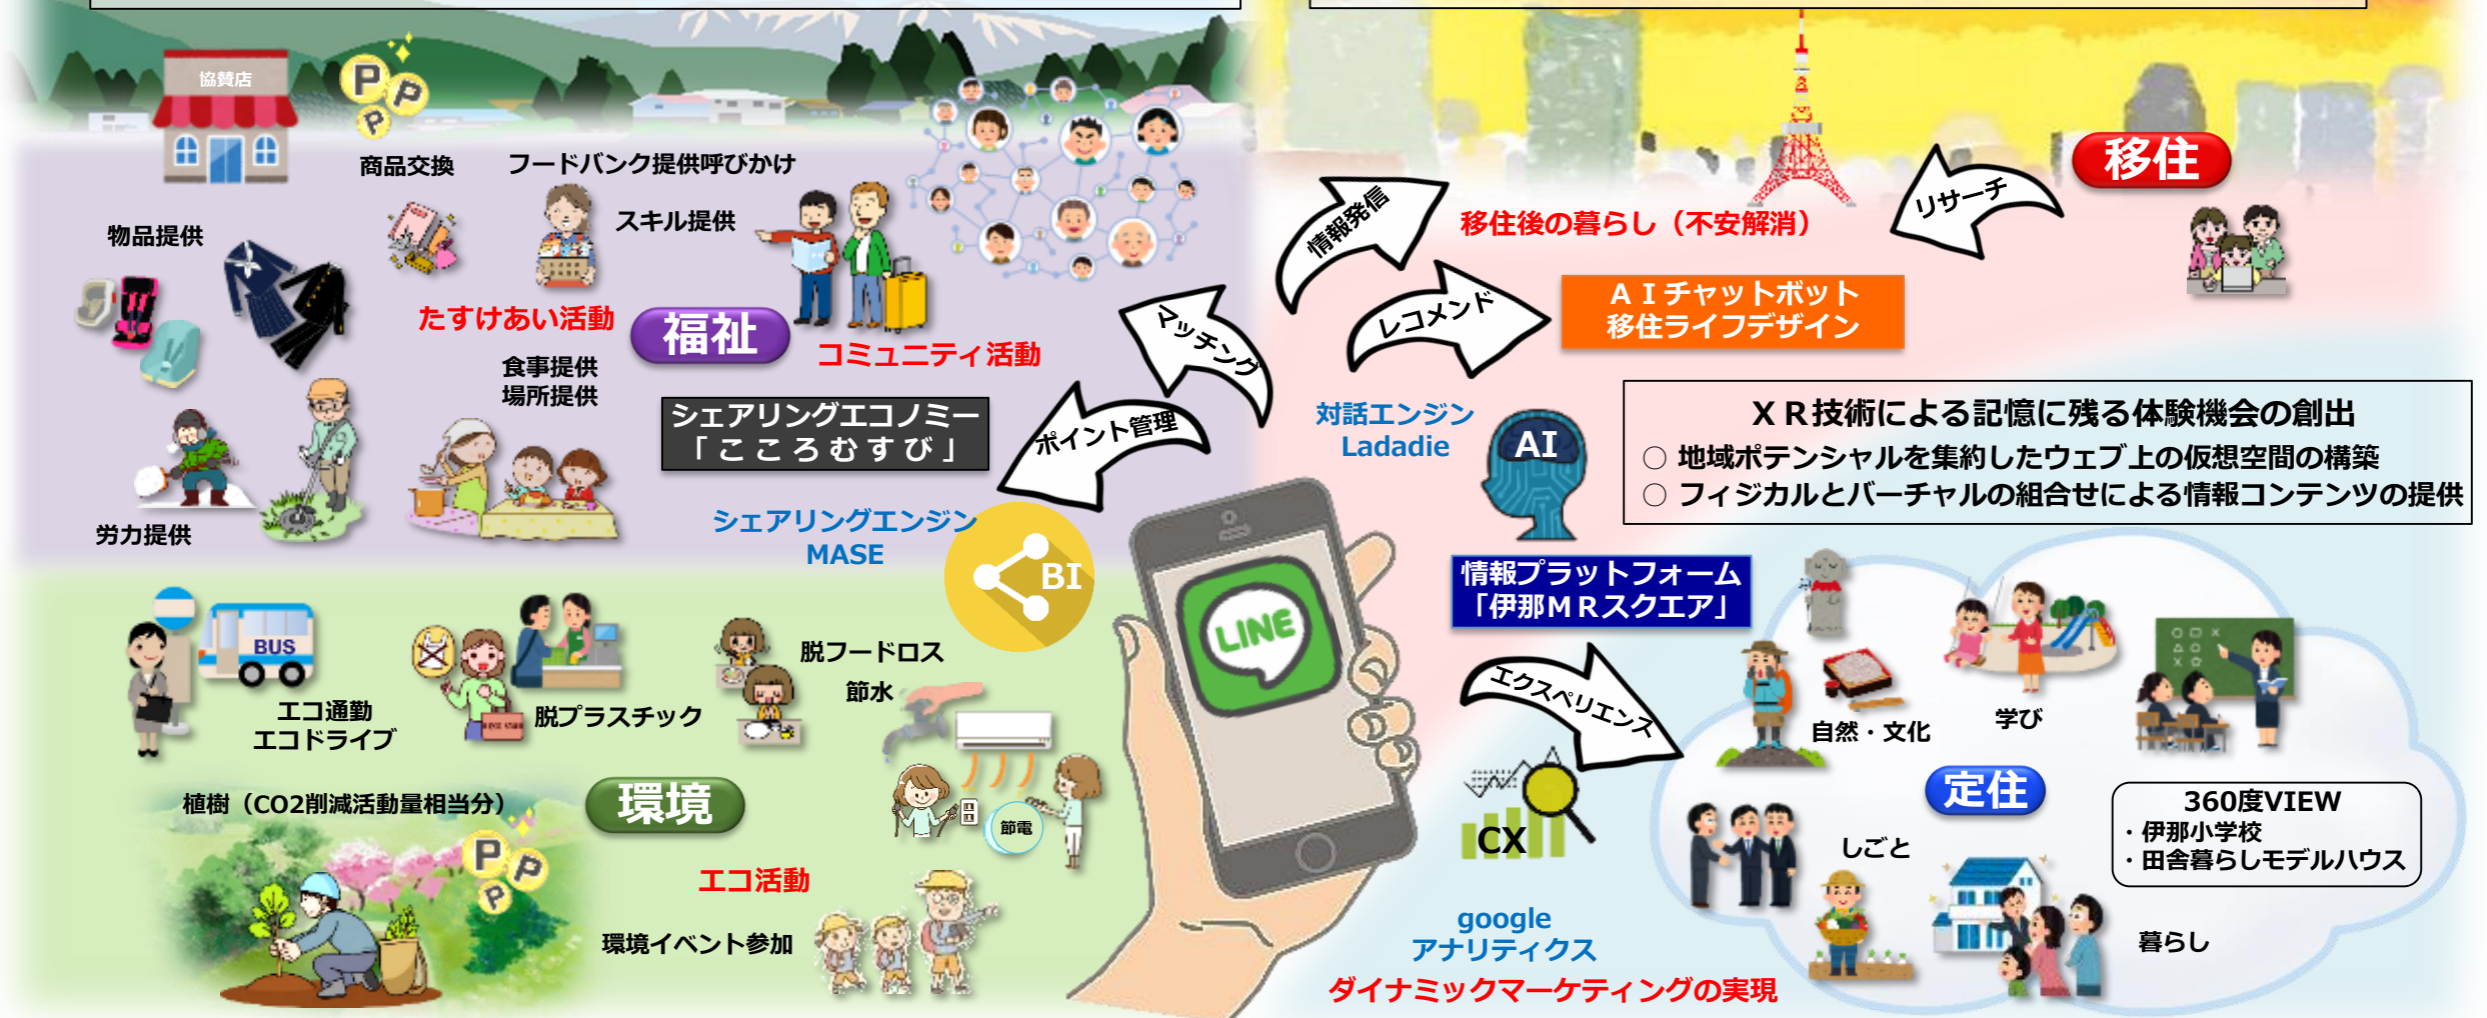 協賛店
P
P
P
商品交換
フードバンク提供呼びかけ
スキル提供
物品提供
たすけあい活動
福祉
コミュニティ活動
食事提供
場所提供
シェアリングエコノミー
「こころむすび」
労力提供
シェアリングエンジン
MASE
BI
マッチング
ポイント管理
情報発信
レコメンド
リサーチ
移住
移住後の暮らし（不安解消）
ＡＩチャットボット
移住ライフデザイン
対話エンジン
Ladadie
AI
ＸＲ技術による記憶に残る体験機会の創出
○ 地域ポテンシャルを集約したウェブ上の仮想空間の構築
○ フィジカルとバーチャルの組合せによる情報コンテンツの提供
情報プラットフォーム
「伊那ＭＲスクエア」
LINE
BUS
エコ通勤
エコドライブ
脱プラスチック
脱フードロス
節水
節電
植樹（CO2削減活動量相当分）
環境
P
P
P
エコ活動
環境イベント参加
エクスペリエンス
CX
google
アナリティクス
ダイナミックマーケティングの実現
自然・文化
学び
定住
360度VIEW
・伊那小学校
・田舎暮らしモデルハウス
しごと
暮らし